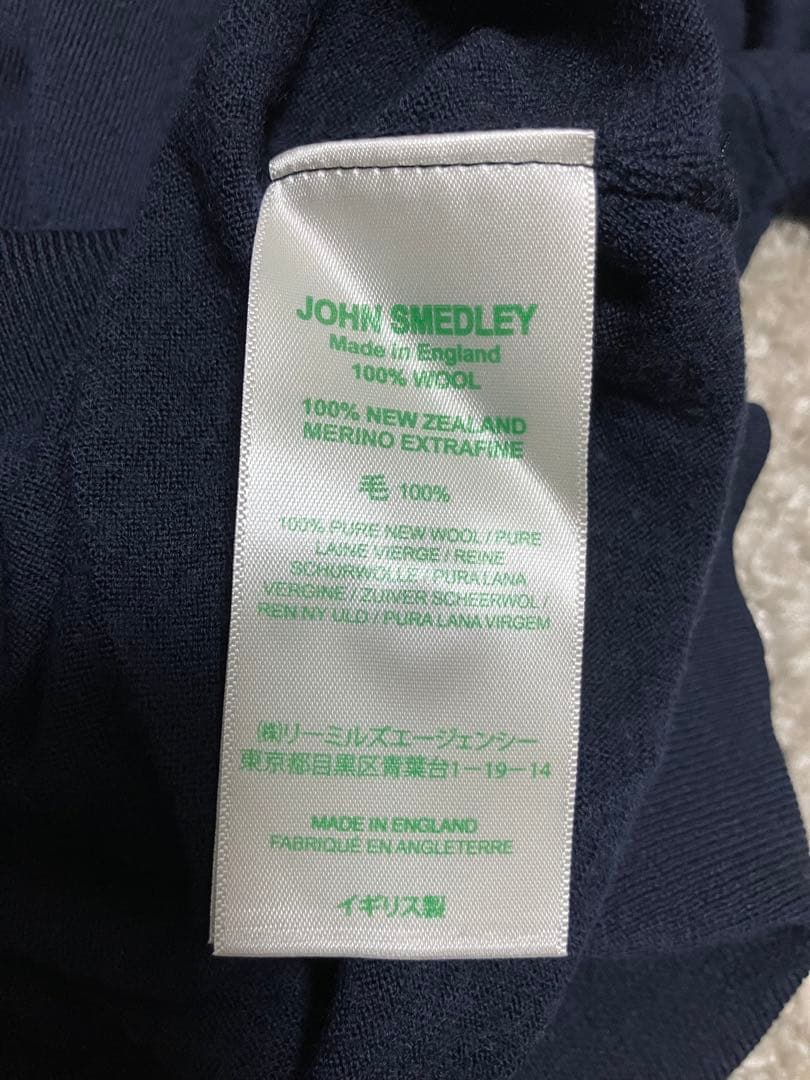 JOHN SMEDLEY
Made in England
100% WOOL
100% NEW ZEALAND
MERINO EXTRAFINE
毛 100%
100% PURE NEW WOOL / PURE
LAINE VIERGE / REINE
SCHURWOLLE / PURA LANA
VERGINE / ZUIVER SCHEERWOL /
REN NY ULD / PURA LANA VIRGEM
(株)リーミルズエージェンシー
東京都目黒区青葉台1-19-14
MADE IN ENGLAND
FABRIQUÉ EN ANGLETERRE
イギリス製